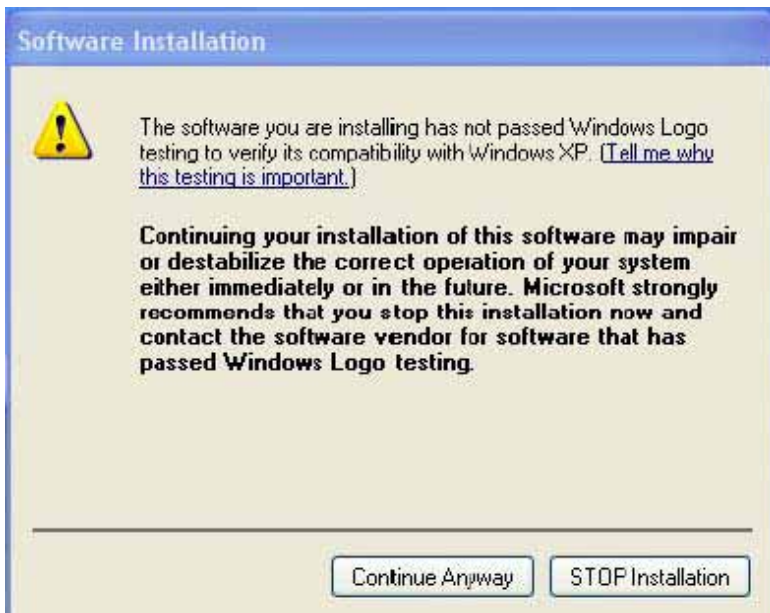 Software Installation
The software you are installing has not passed Windows Logo
testing to verify its compatibility with Windows XP. (Tell me why
this testing is important.)
Continuing your installation of this software may impair
or destabilize the correct operation of your system
either immediately or in the future. Microsoft strongly
recommends that you stop this installation now and
contact the software vendor for software that has
passed Windows Logo testing.
Continue Anyway
STOP Installation